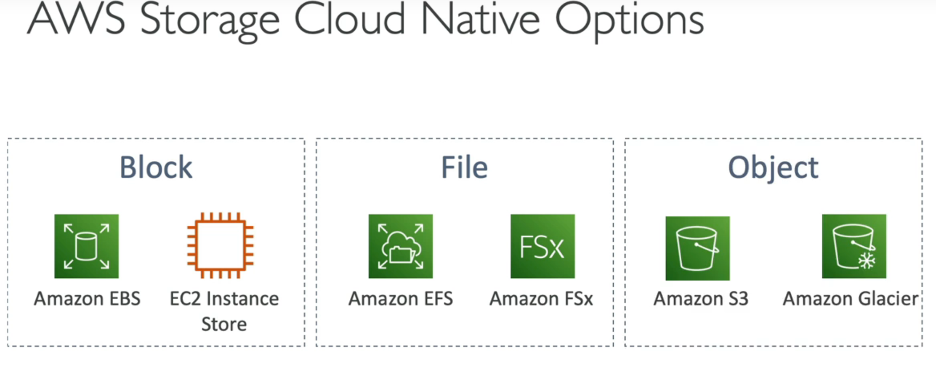 AWS Storage Cloud Native Options
Block
File
Object
FSx
Amazon EBS
EC2 Instance
Store
Amazon EFS
Amazon FSx
Amazon S3
Amazon Glacier